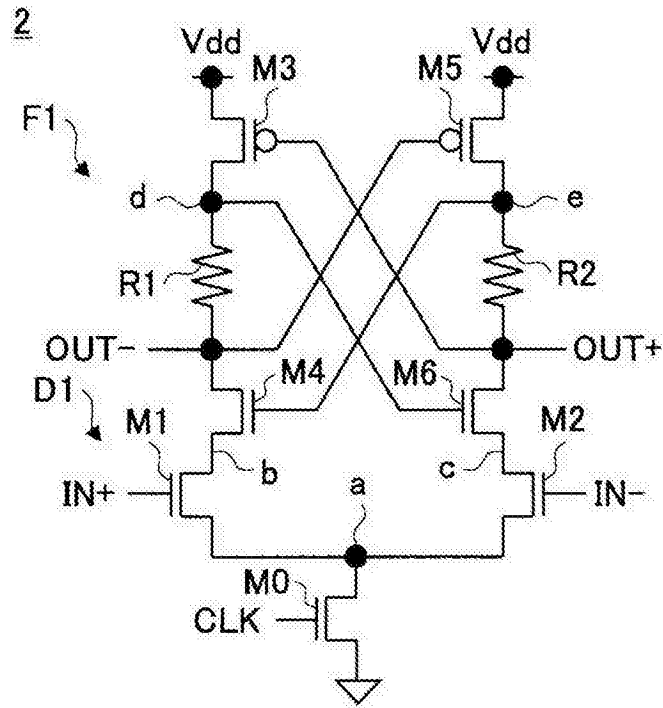 2
Vdd Vdd
M3 M5
F1
d e
R1 R2
OUT- OUT+
M4 M6
D1
M1 M2
b c
IN+ IN-
a
M0
CLK